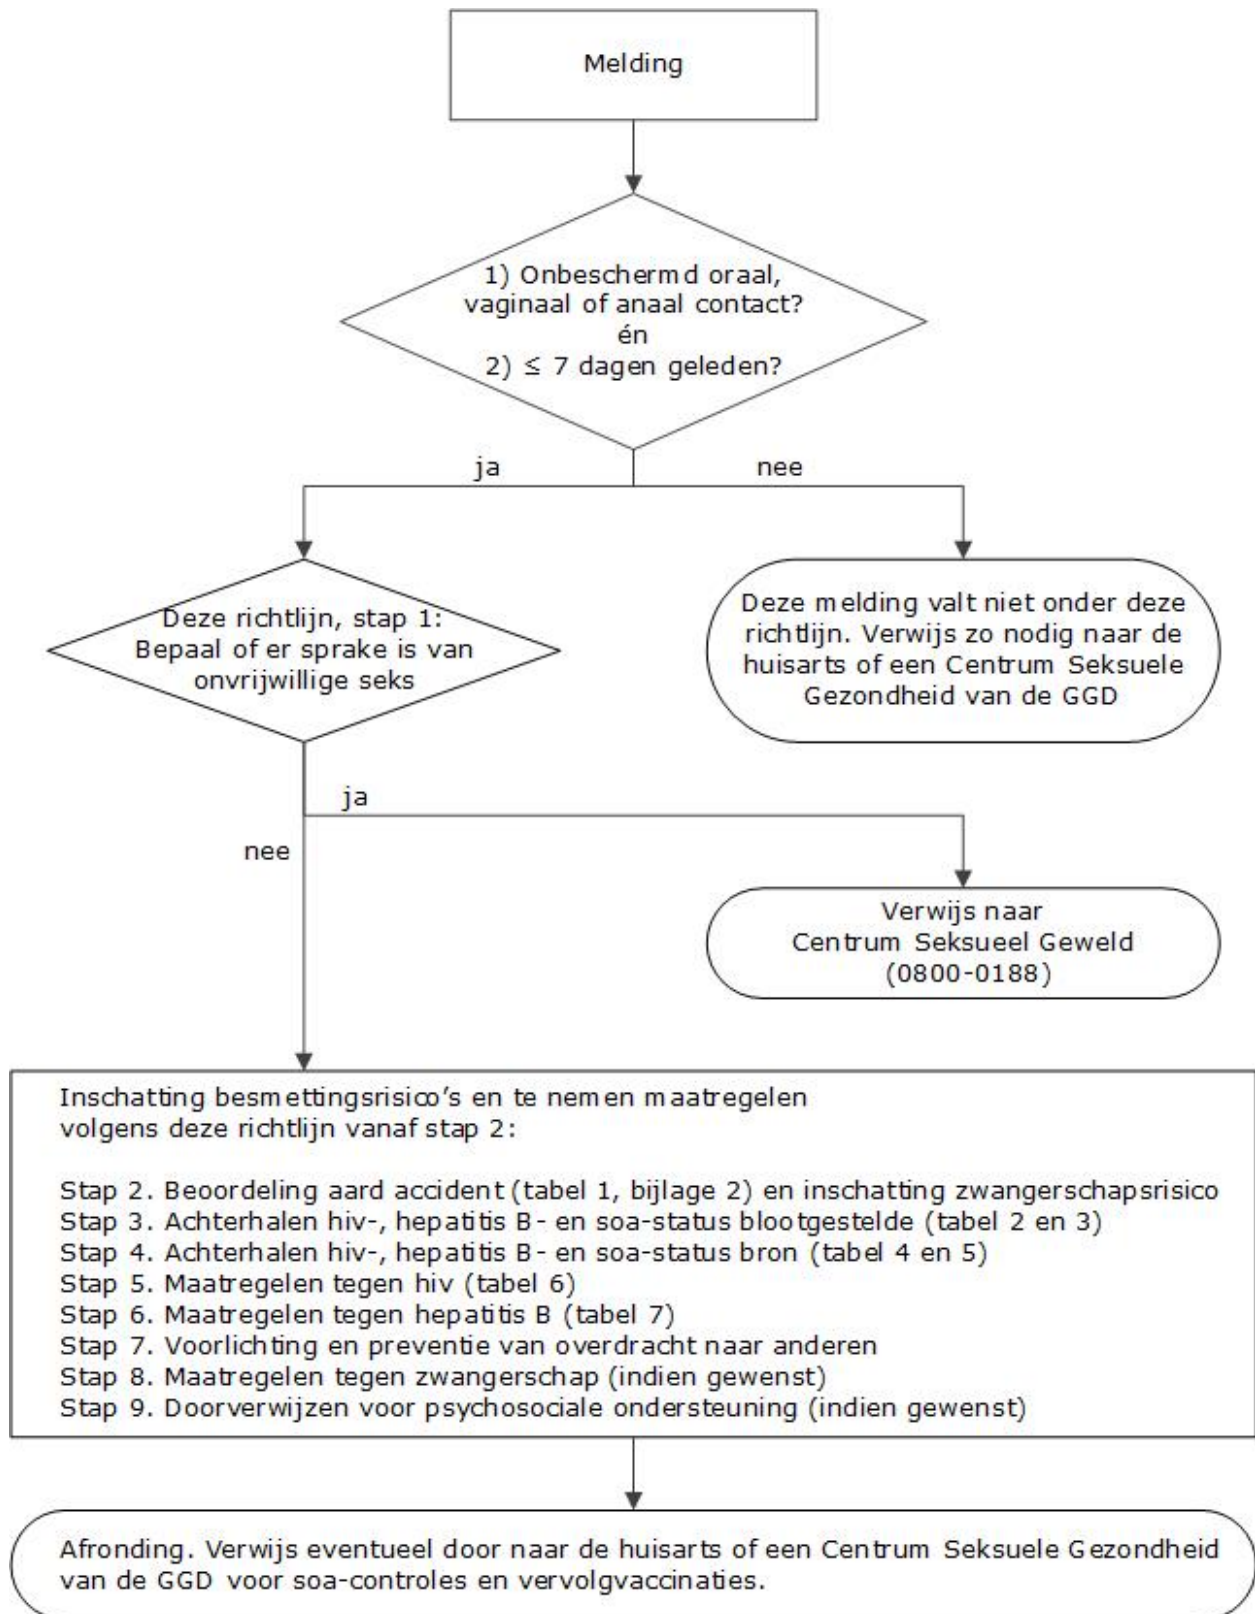 Melding
1) Onbeschermd oraal,
vaginaal of anaal contact?
én
2) ≤ 7 dagen geleden?
ja
nee
Deze richtlijn, stap 1:
Bepaal of er sprake is van
onvrijwillige seks
Deze melding valt niet onder deze
richtlijn. Verwijs zo nodig naar de
huisarts of een Centrum Seksuele
Gezondheid van de GGD
ja
nee
Verwijs naar
Centrum Seksueel Geweld
(0800-0188)
Inschatting besmettingsrisico’s en te nemen maatregelen
volgens deze richtlijn vanaf stap 2:
Stap 2. Beoordeling aard accident (tabel 1, bijlage 2) en inschatting zwangerschapsrisico
Stap 3. Achterhalen hiv-, hepatitis B- en soa-status blootgestelde (tabel 2 en 3)
Stap 4. Achterhalen hiv-, hepatitis B- en soa-status bron (tabel 4 en 5)
Stap 5. Maatregelen tegen hiv (tabel 6)
Stap 6. Maatregelen tegen hepatitis B (tabel 7)
Stap 7. Voorlichting en preventie van overdracht naar anderen
Stap 8. Maatregelen tegen zwangerschap (indien gewenst)
Stap 9. Doorverwijzen voor psychosociale ondersteuning (indien gewenst)
Afronding. Verwijs eventueel door naar de huisarts of een Centrum Seksuele Gezondheid
van de GGD voor soa-controles en vervolgvaccinaties.